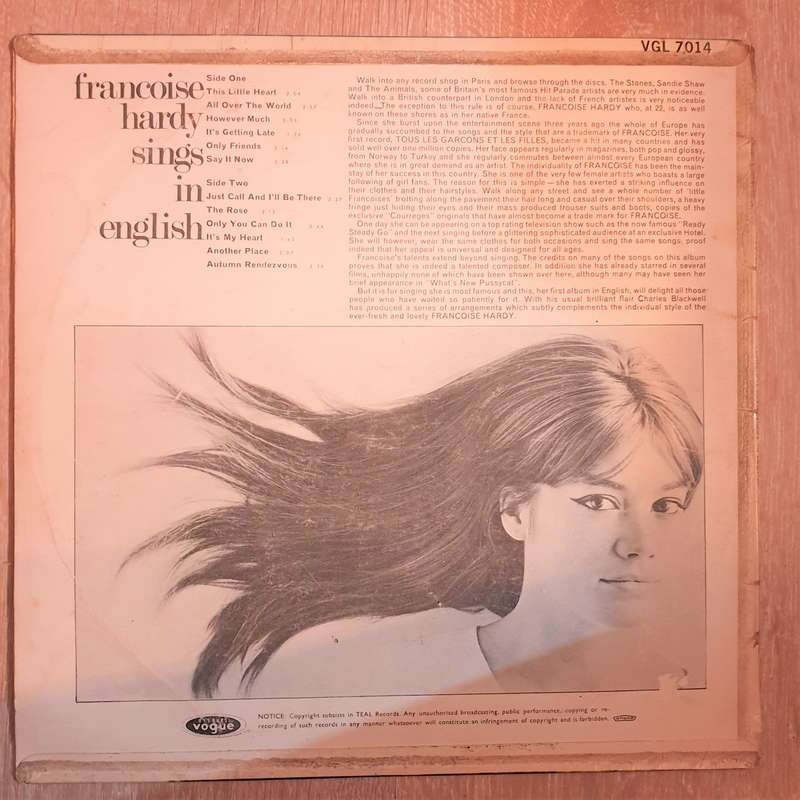 VGL 7014
francoise
hardy
sings
in
english
Side One
This Little Heart
All Over The World
However Much
It's Getting Late
Only Friends
Say It Now
Side Two
Just Call And I'll Be There
The Rose
Only You Can Do It
It's My Heart
Another Place
Autumn Rendezvous
Walk into any record shop in Paris and browse through the discs. The Stones, Sandie Shaw
and The Animals, some of Britain's most famous Hit Parade artists are very much in evidence.
Walk into a British counterpart in London and the lack of French artistes is very noticeable
indeed. The exception to this rule is of course, FRANCOISE HARDY who, at 22, is as well
known on these shores as in her native France.
Since she burst upon the entertainment scene three years ago the whole of Europe has
gradually succumbed to the songs and the style that are a trademark of FRANCOISE. Her very
first record, TOUS LES GARCONS ET LES FILLES, became a hit in many countries and has
sold well over one million copies. Her face appears regularly in magazines, both pop and glossy,
from Norway to Turkey and she regularly commutes between almost every European country
where she is in great demand as an artist. The individuality of FRANCOISE has been the main-
stay of her success in this country. She is one of the very few female artists who boasts a large
following of girl fans. The reason for this is simple—she has exerted a striking influence on
their clothes and their hairstyles. Walk along any street and see a whole number of 'little
Francoises' trotting along the pavement their hair long and casual over their shoulders, a heavy
fringe just hiding their eyes and their mass produced trouser suits and boots, copies of the
exclusive "Courreges" originals that have almost become a trade mark for FRANCOISE.
One day she can be appearing on a top rating television show such as the now famous "Ready
Steady Go" and the next singing before a glittering sophisticated audience at an exclusive Hotel.
She will however, wear the same clothes for both occasions and sing the same songs, proof
indeed that her appeal is universal and designed for all ages.
Francoise's talents extend beyond singing. The credits on many of the songs on this album
proves that she is indeed a talented composer. In addition she has already starred in several
films, unhappily none of which have been shown over here, although many may have seen her
brief appearance in "What's New Pussycat".
But it is for singing she is most famous and this, her first album in English, will delight all those
people who have waited so patiently for it. With his usual brilliant flair Charles Blackwell
has produced a series of arrangements which subtly complements the individual style of the
ever-fresh and lovely FRANCOISE HARDY.
vogue
NOTICE: Copyright subsists in TEAL Records. Any unauthorised broadcasting, public performance, copying or re-
recording of such records in any manner whatsoever will constitute an infringement of copyright and is forbidden.